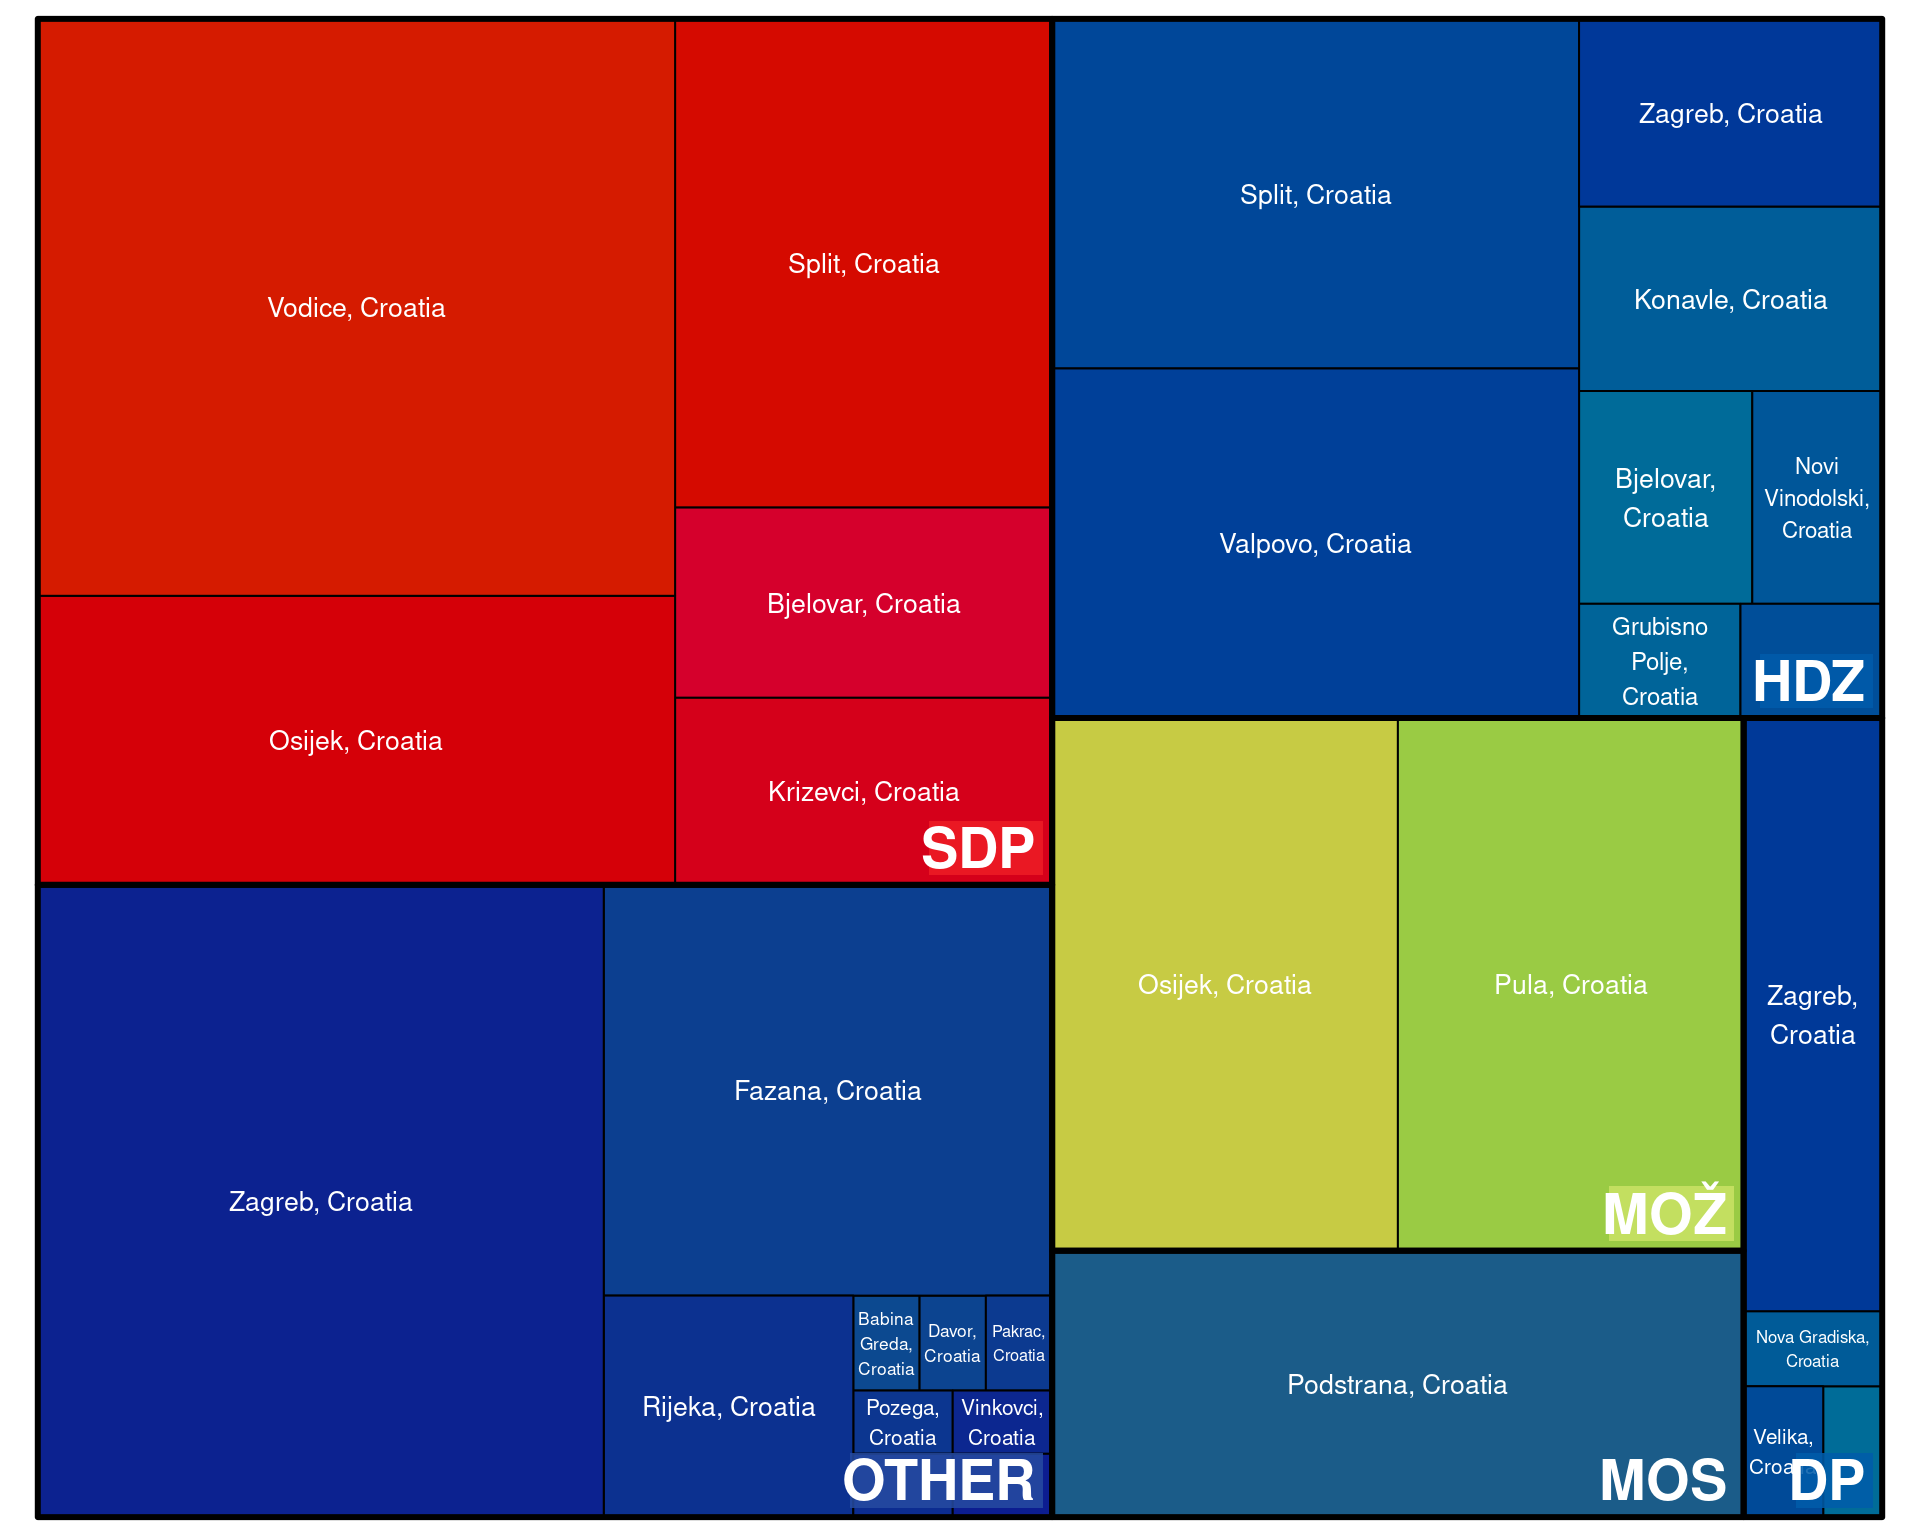 Vodice, Croatia
Split, Croatia
Bjelovar, Croatia
Osijek, Croatia
Krizevci, Croatia
SDP
Split, Croatia
Zagreb, Croatia
Konavle, Croatia
Valpovo, Croatia
Bjelovar,
Croatia
Novi
Vinodolski,
Croatia
Grubisno
Polje,
Croatia
HDZ
Zagreb, Croatia
Fazana, Croatia
Rijeka, Croatia
Babina
Greda,
Croatia
Davor,
Croatia
Pakrac,
Croatia
Pozega,
Croatia
Vinkovci,
Croatia
OTHER
Osijek, Croatia
Pula, Croatia
MOŽ
Podstrana, Croatia
MOS
Zagreb,
Croatia
Nova Gradiska,
Croatia
Velika,
DP